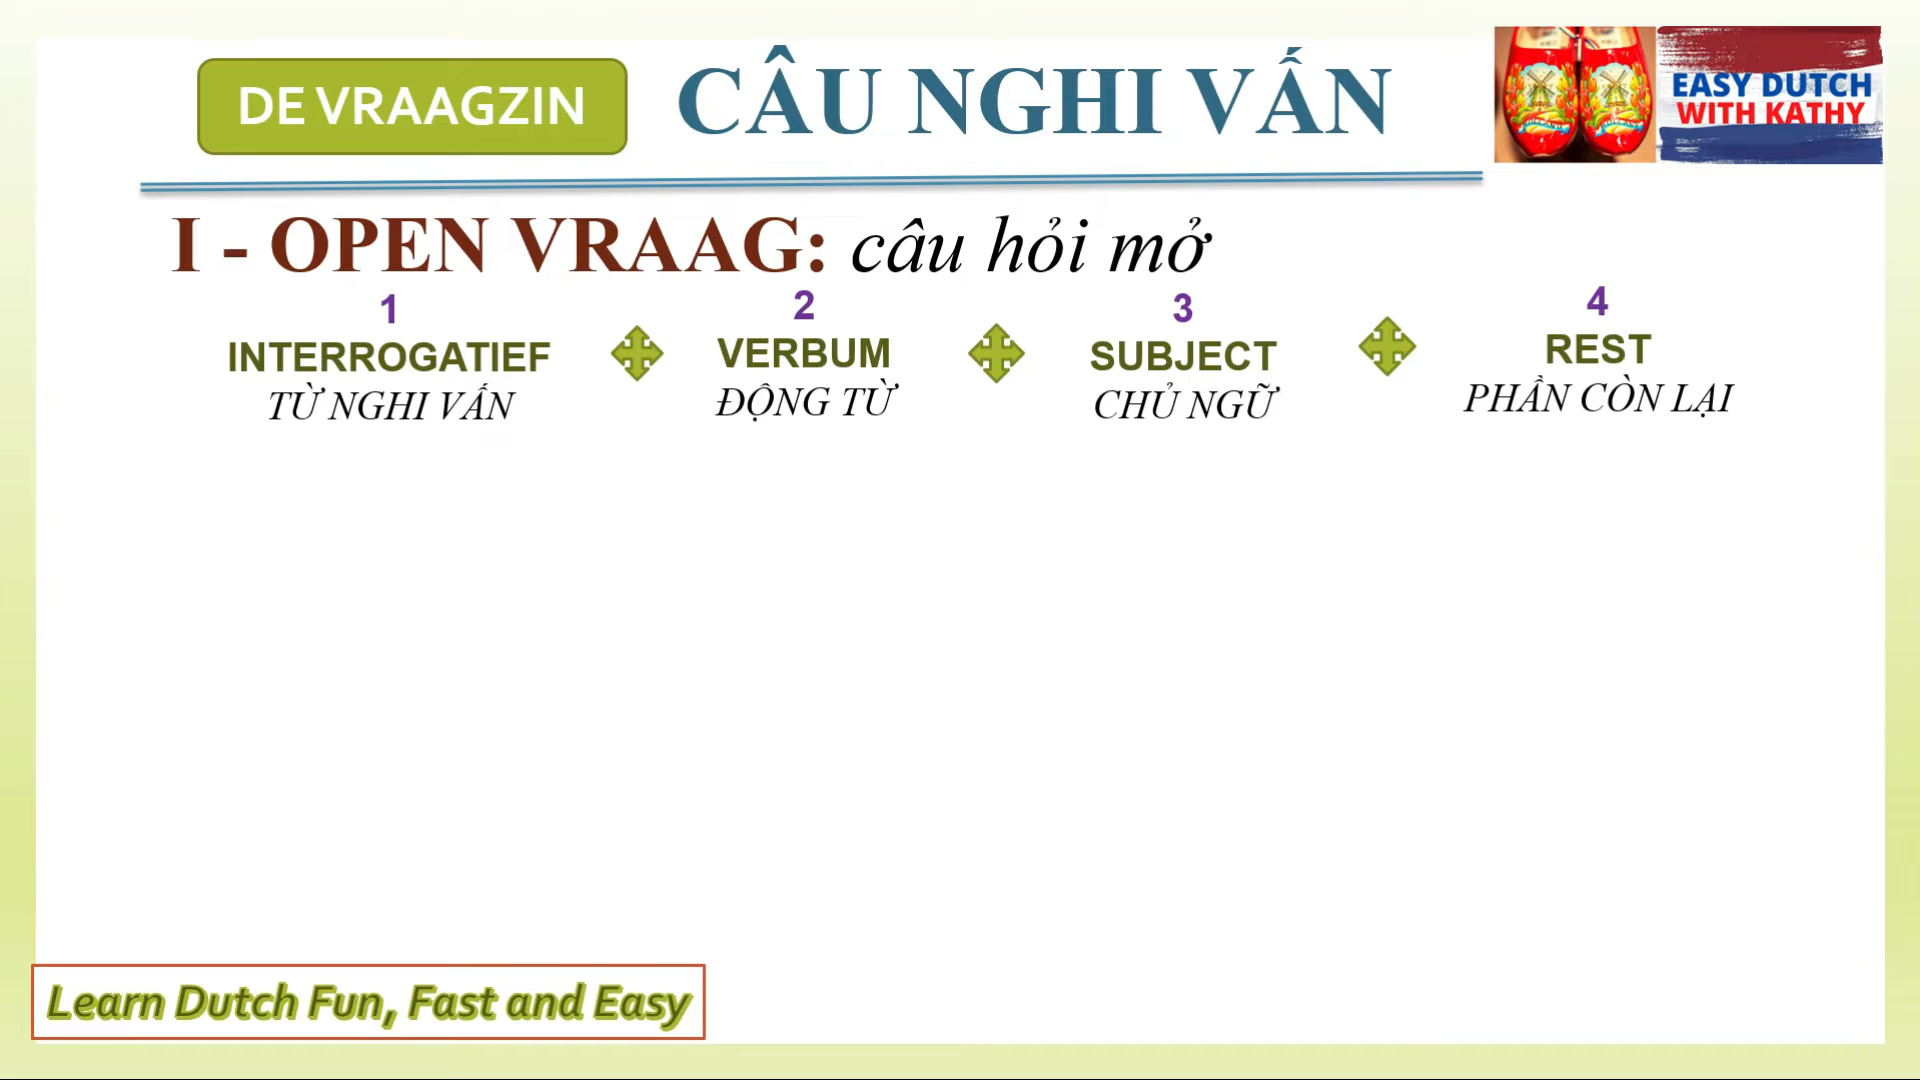 DE VRAAGZIN
CÂU NGHI VẤN
EASY DUTCH
WITH KATHY
I - OPEN VRAAG: câu hỏi mở
1
2
3
4
INTERROGATIEF
VERBUM
SUBJECT
REST
TỪ NGHI VẤN
ĐỘNG TỪ
CHỦ NGỮ
PHẦN CÒN LẠI
Learn Dutch Fun, Fast and Easy